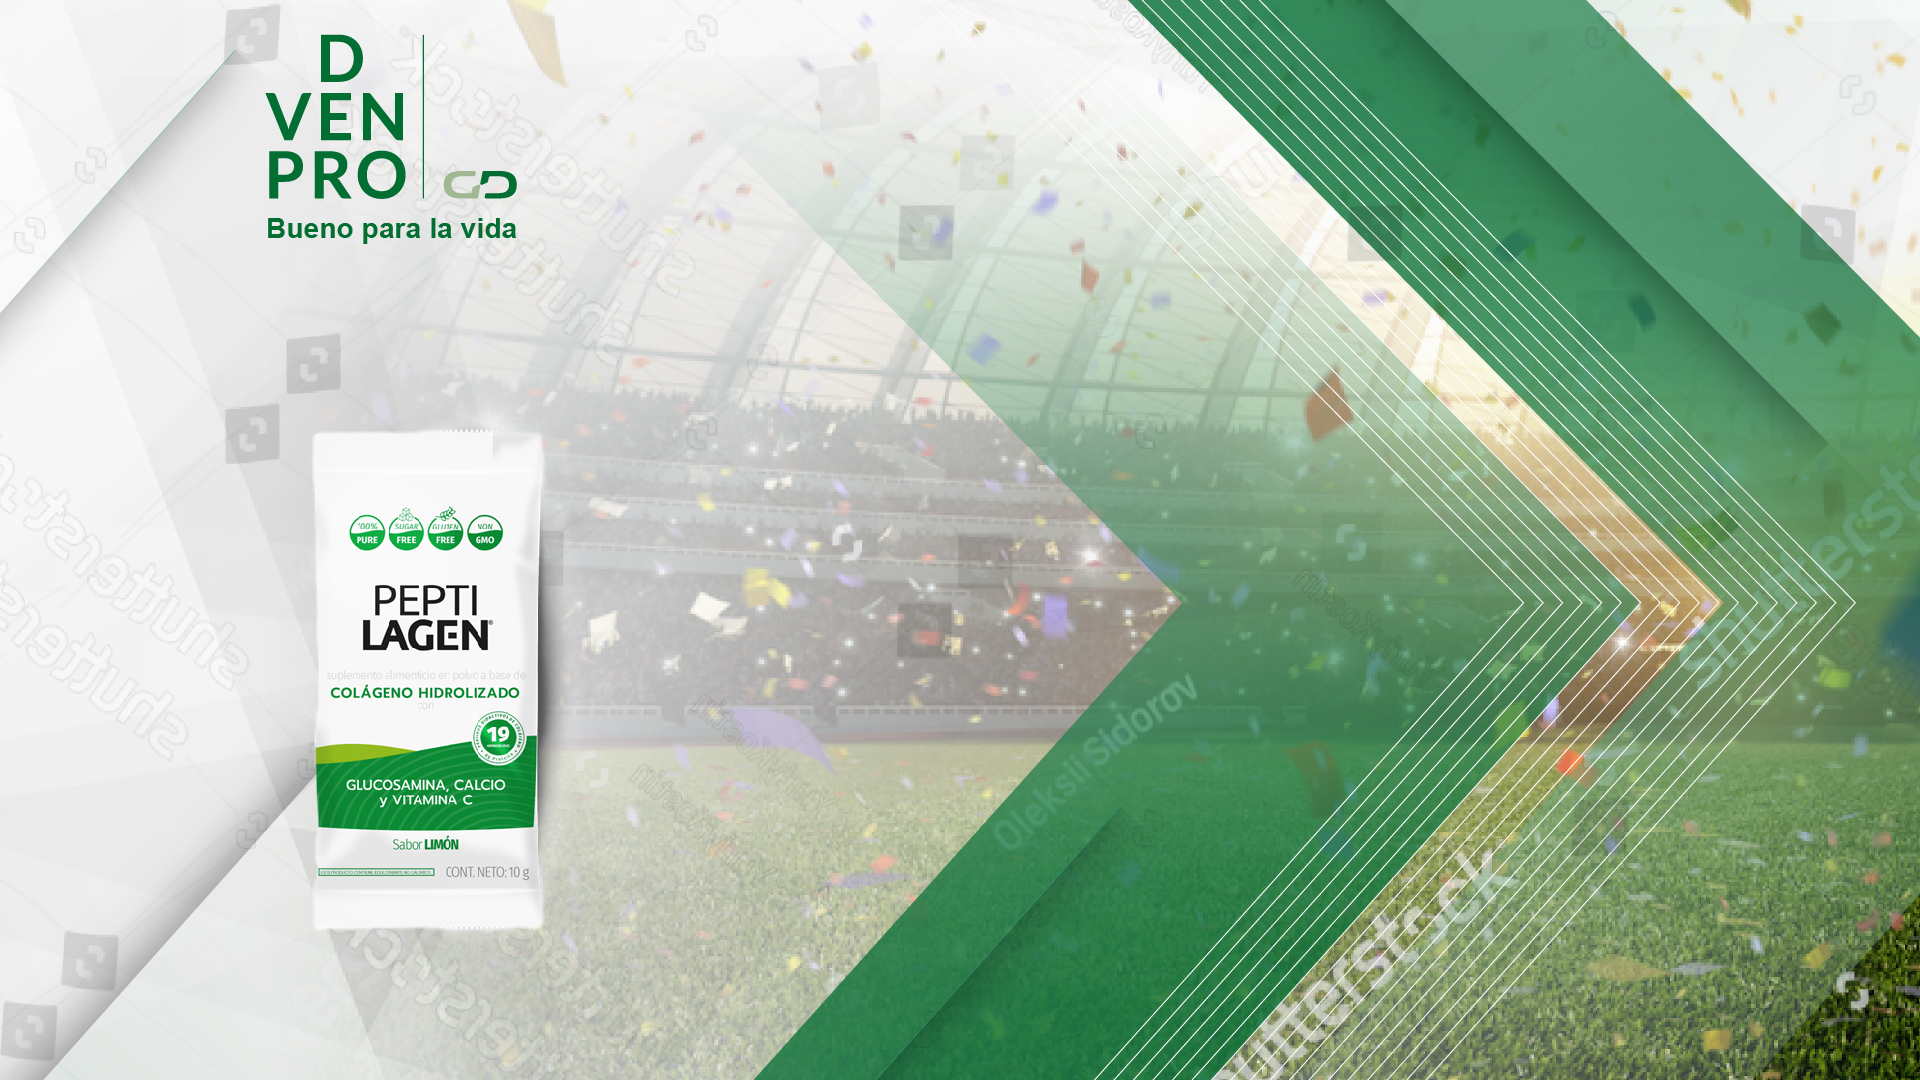 D
VEN
PRO
GD
Bueno para la vida
100%
PURE
SUGAR
FREE
GLUTEN
FREE
NON
GMO
PEPTI
LAGEN®
suplemento alimenticio en polvo a base de
COLÁGENO HIDROLIZADO
con
19
GLUCOSAMINA, CALCIO
y VITAMINA C
Sabor LIMÓN
CONT. NETO: 10 g
shutterstock
Oleksii Sidorov
shutterstock